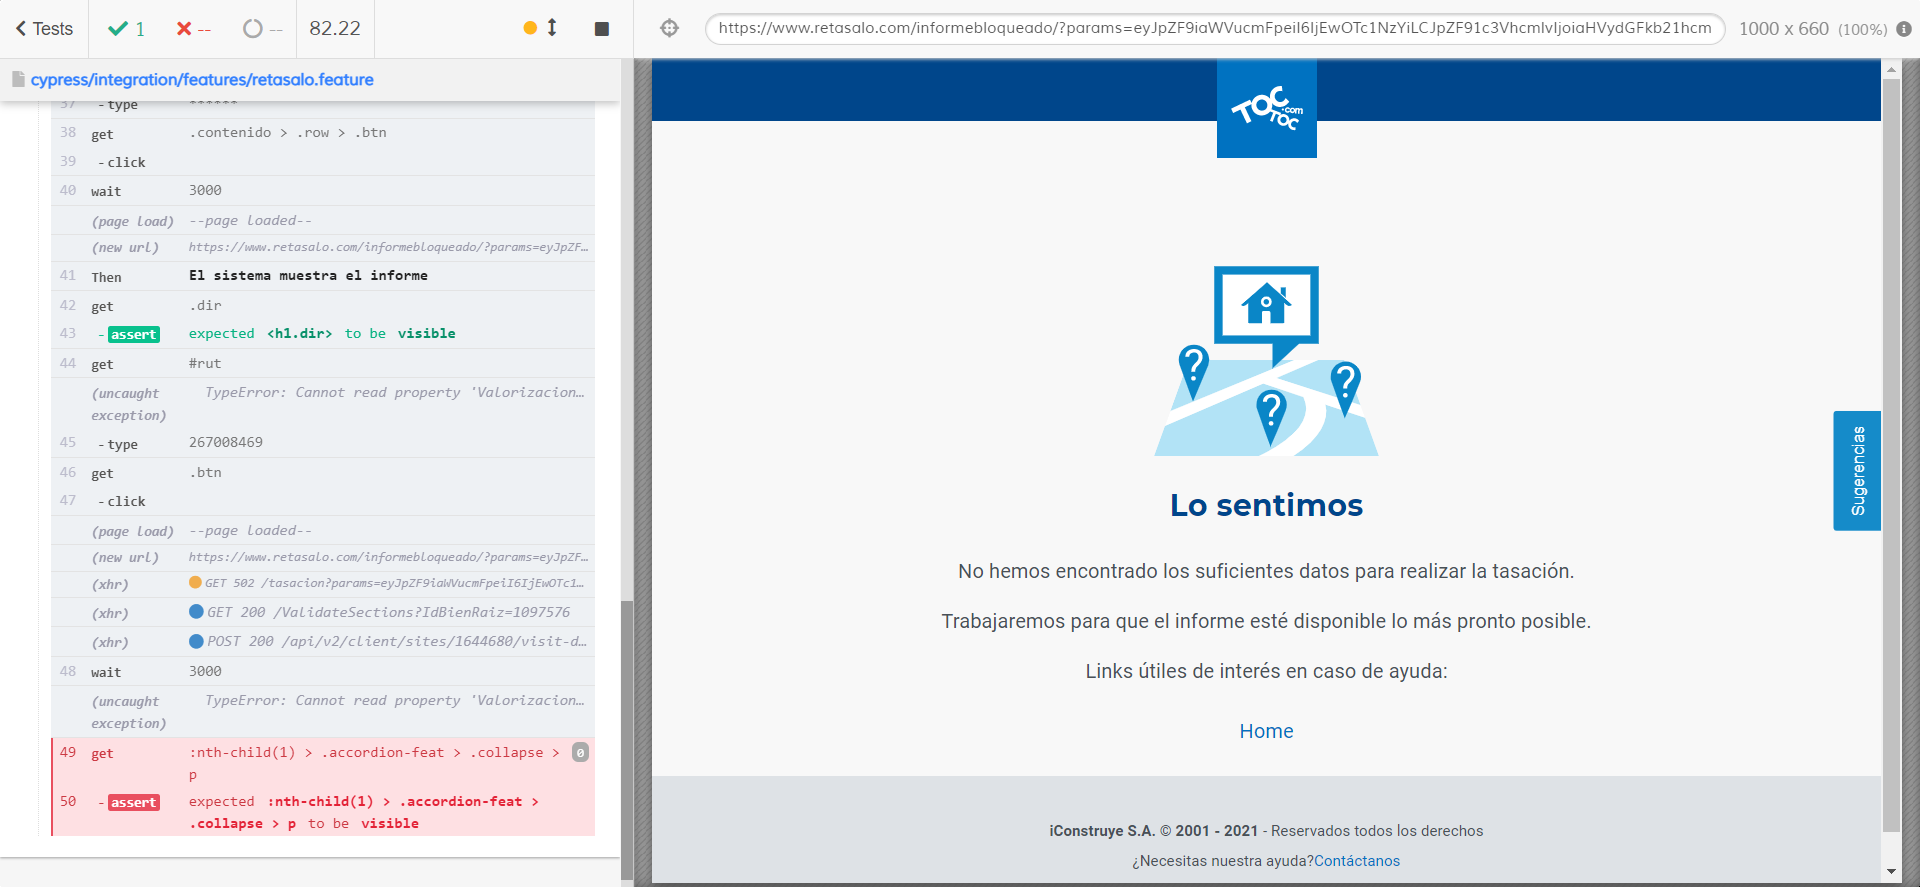 Tests
1
--
--
82.22
https://www.retasalo.com/informebloqueado/?params=eyJpZF9iaWVucmFpeiI6IjEwOTc1NzYiLCJpZF91c3VhcmlvIjoiaHVydGFkb21hcm
1000 x 660 (100%)
cypress/integration/features/retasalo.feature
37 -type ******
38 get .contenido > .row > .btn
39 -click
40 wait 3000
(page load) --page loaded--
(new url) https://www.retasalo.com/informebloqueado/?params=eyJpZF…
41 Then El sistema muestra el informe
42 get .dir
43 -assert expected <h1.dir> to be visible
44 get #rut
(uncaught exception) TypeError: Cannot read property 'Valorizacion…
45 -type 267008469
46 get .btn
47 -click
(page load) --page loaded--
(new url) https://www.retasalo.com/informebloqueado/?params=eyJpZF…
(xhr) GET 502 /tasacion?params=eyJpZF9iaWVucmFpeiI6IjEwOTc1…
(xhr) GET 200 /ValidateSections?IdBienRaiz=1097576
(xhr) POST 200 /api/v2/client/sites/1644680/visit-d…
48 wait 3000
(uncaught exception) TypeError: Cannot read property 'Valorizacion…
49 get :nth-child(1) > .accordion-feat > .collapse > 0
p
50 -assert expected :nth-child(1) > .accordion-feat >
.collapse > p to be visible
TOC
.com
TOC
Lo sentimos
No hemos encontrado los suficientes datos para realizar la tasación.
Trabajaremos para que el informe esté disponible lo más pronto posible.
Links útiles de interés en caso de ayuda:
Home
Sugerencias
iConstruye S.A. © 2001 - 2021 - Reservados todos los derechos
¿Necesitas nuestra ayuda?Contáctanos